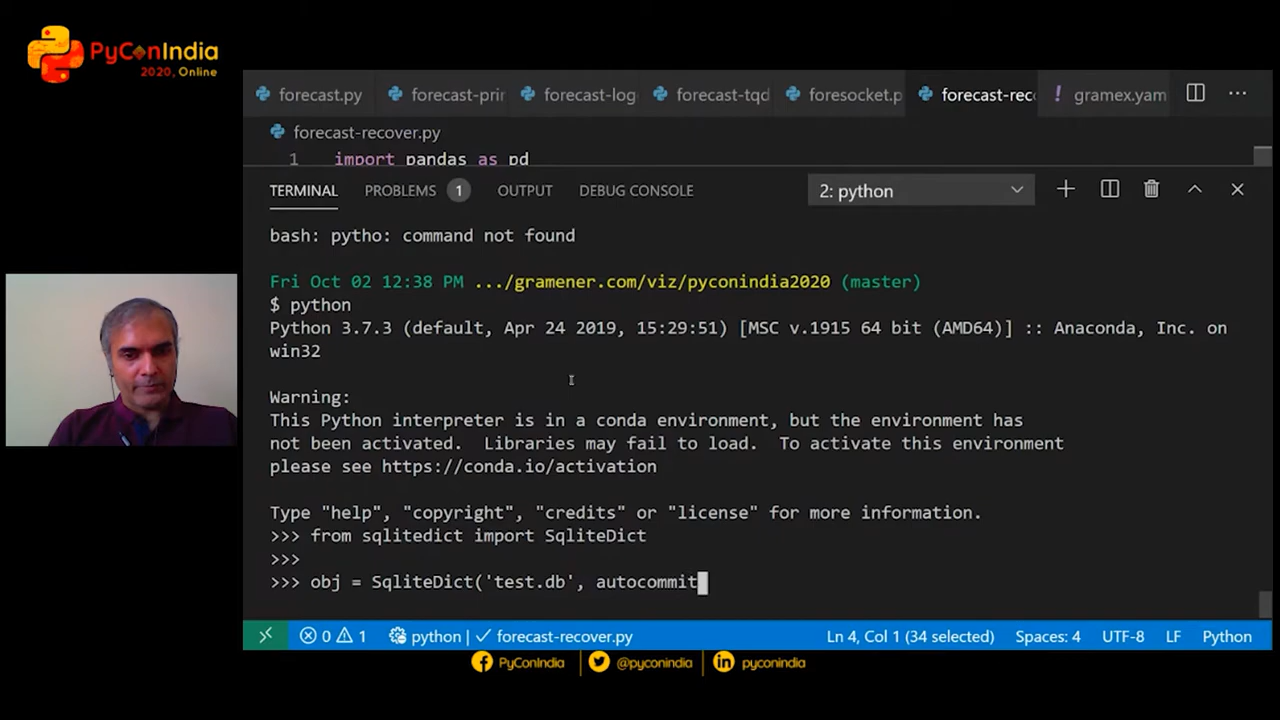 PyConIndia
2020, Online
forecast.py
forecast-prir
forecast-log
forecast-tqd
foresocket.p
forecast-reco
gramex.yam
forecast-recover.py
1 import pandas as pd
TERMINAL PROBLEMS 1 OUTPUT DEBUG CONSOLE 2: python
bash: pytho: command not found
Fri Oct 02 12:38 PM .../gramener.com/viz/pyconindia2020 (master)
$ python
Python 3.7.3 (default, Apr 24 2019, 15:29:51) [MSC v.1915 64 bit (AMD64)] :: Anaconda, Inc. on
win32
Warning:
This Python interpreter is in a conda environment, but the environment has
not been activated.  Libraries may fail to load.  To activate this environment
please see https://conda.io/activation
Type "help", "copyright", "credits" or "license" for more information.
>>> from sqlitedict import SqliteDict
>>>
>>> obj = SqliteDict('test.db', autocommit
0 1 python forecast-recover.py Ln 4, Col 1 (34 selected) Spaces: 4 UTF-8 LF Python
PyConIndia @pyconindia pyconindia